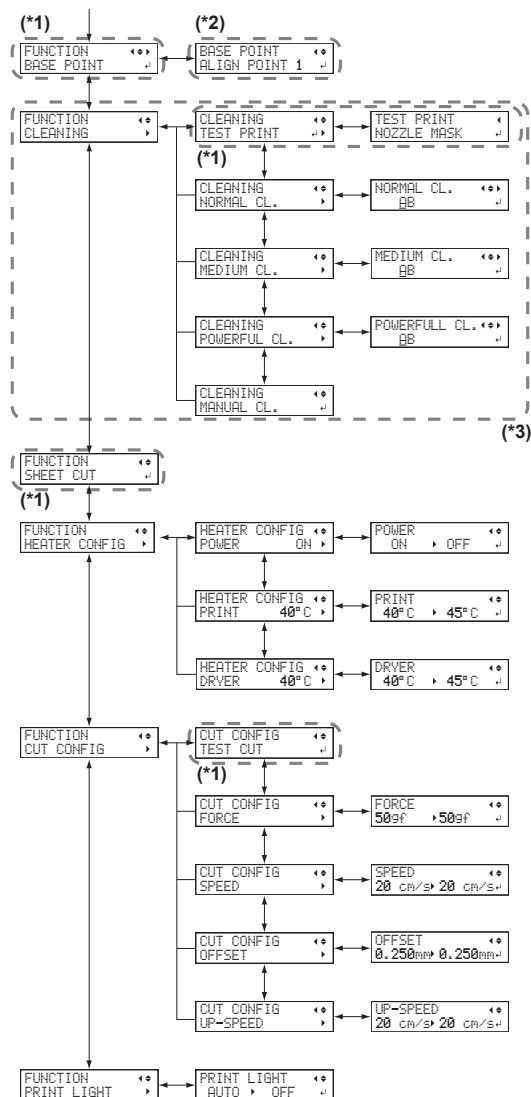 (*1)
(*2)
FUNCTION
BASE POINT
BASE POINT
ALIGN POINT 1
FUNCTION
CLEANING
CLEANING
TEST PRINT
TEST PRINT
NOZZLE MASK
(*1)
CLEANING
NORMAL CL.
NORMAL CL.
AB
CLEANING
MEDIUM CL.
MEDIUM CL.
AB
CLEANING
POWERFUL CL.
POWERFULL CL.
AB
CLEANING
MANUAL CL.
(*3)
FUNCTION
SHEET CUT
(*1)
FUNCTION
HEATER CONFIG
HEATER CONFIG
POWER ON
POWER
ON OFF
HEATER CONFIG
PRINT 40°C
PRINT
40°C 45°C
HEATER CONFIG
DRYER 40°C
DRYER
40°C 45°C
FUNCTION
CUT CONFIG
CUT CONFIG
TEST CUT
(*1)
CUT CONFIG
FORCE
FORCE
50gf 50gf
CUT CONFIG
SPEED
SPEED
20 cm/s 20 cm/s
CUT CONFIG
OFFSET
OFFSET
0.250mm 0.250mm
CUT CONFIG
UP-SPEED
UP-SPEED
20 cm/s 20 cm/s
FUNCTION
PRINT LIGHT
PRINT LIGHT
AUTO OFF